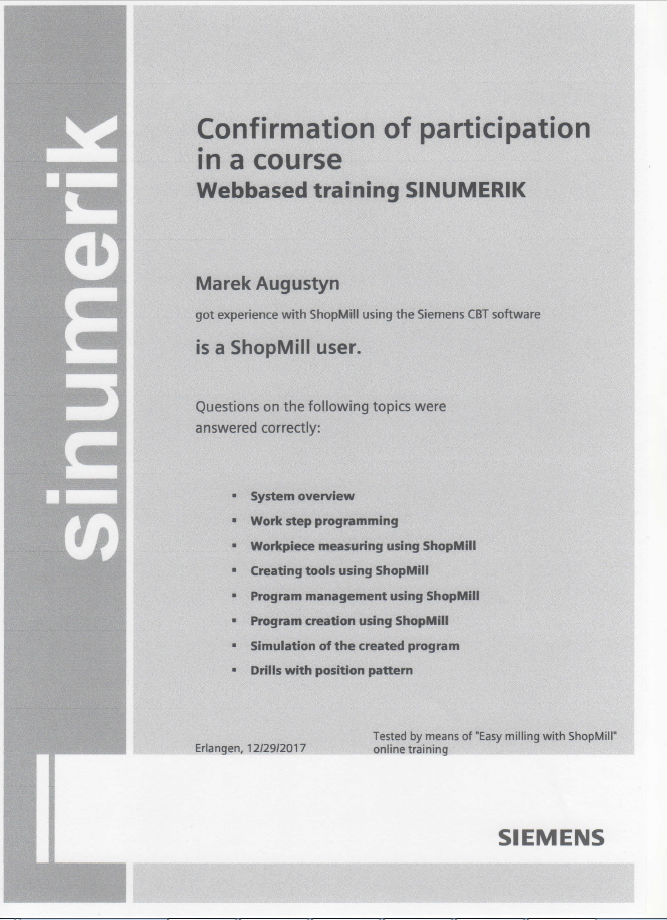 sinumerik
Confirmation of participation
in a course
Webbased training SINUMERIK
Marek Augustyn
got experience with ShopMill using the Siemens CBT software
is a ShopMill user.
Questions on the following topics were
answered correctly:
▪ System overview
▪ Work step programming
▪ Workpiece measuring using ShopMill
▪ Creating tools using ShopMill
▪ Program management using ShopMill
▪ Program creation using ShopMill
▪ Simulation of the created program
▪ Drills with position pattern
Erlangen, 12/29/2017
Tested by means of "Easy milling with ShopMill"
online training
SIEMENS